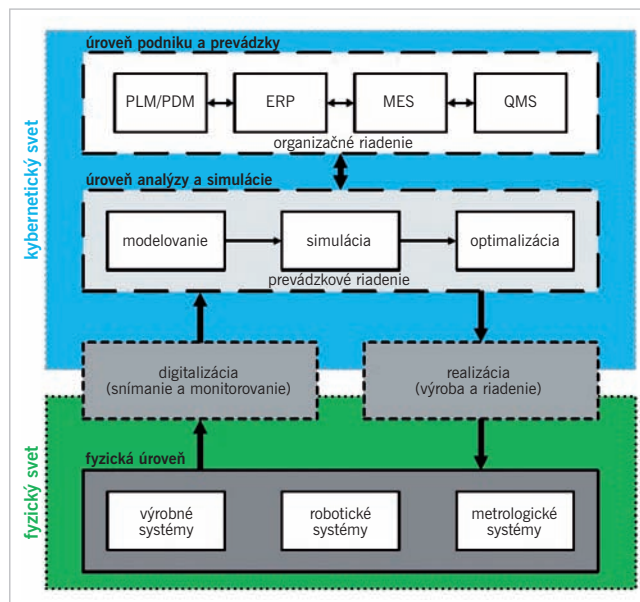 kybernetický svet
úroveň podniku a prevádzky
PLM/PDM
ERP
MES
QMS
organizačné riadenie
úroveň analýzy a simulácie
modelovanie
simulácia
optimalizácia
prevádzkové riadenie
digitalizácia
(snímanie a monitorovanie)
realizácia
(výroba a riadenie)
fyzický svet
fyzická úroveň
výrobné
systémy
robotické
systémy
metrologické
systémy